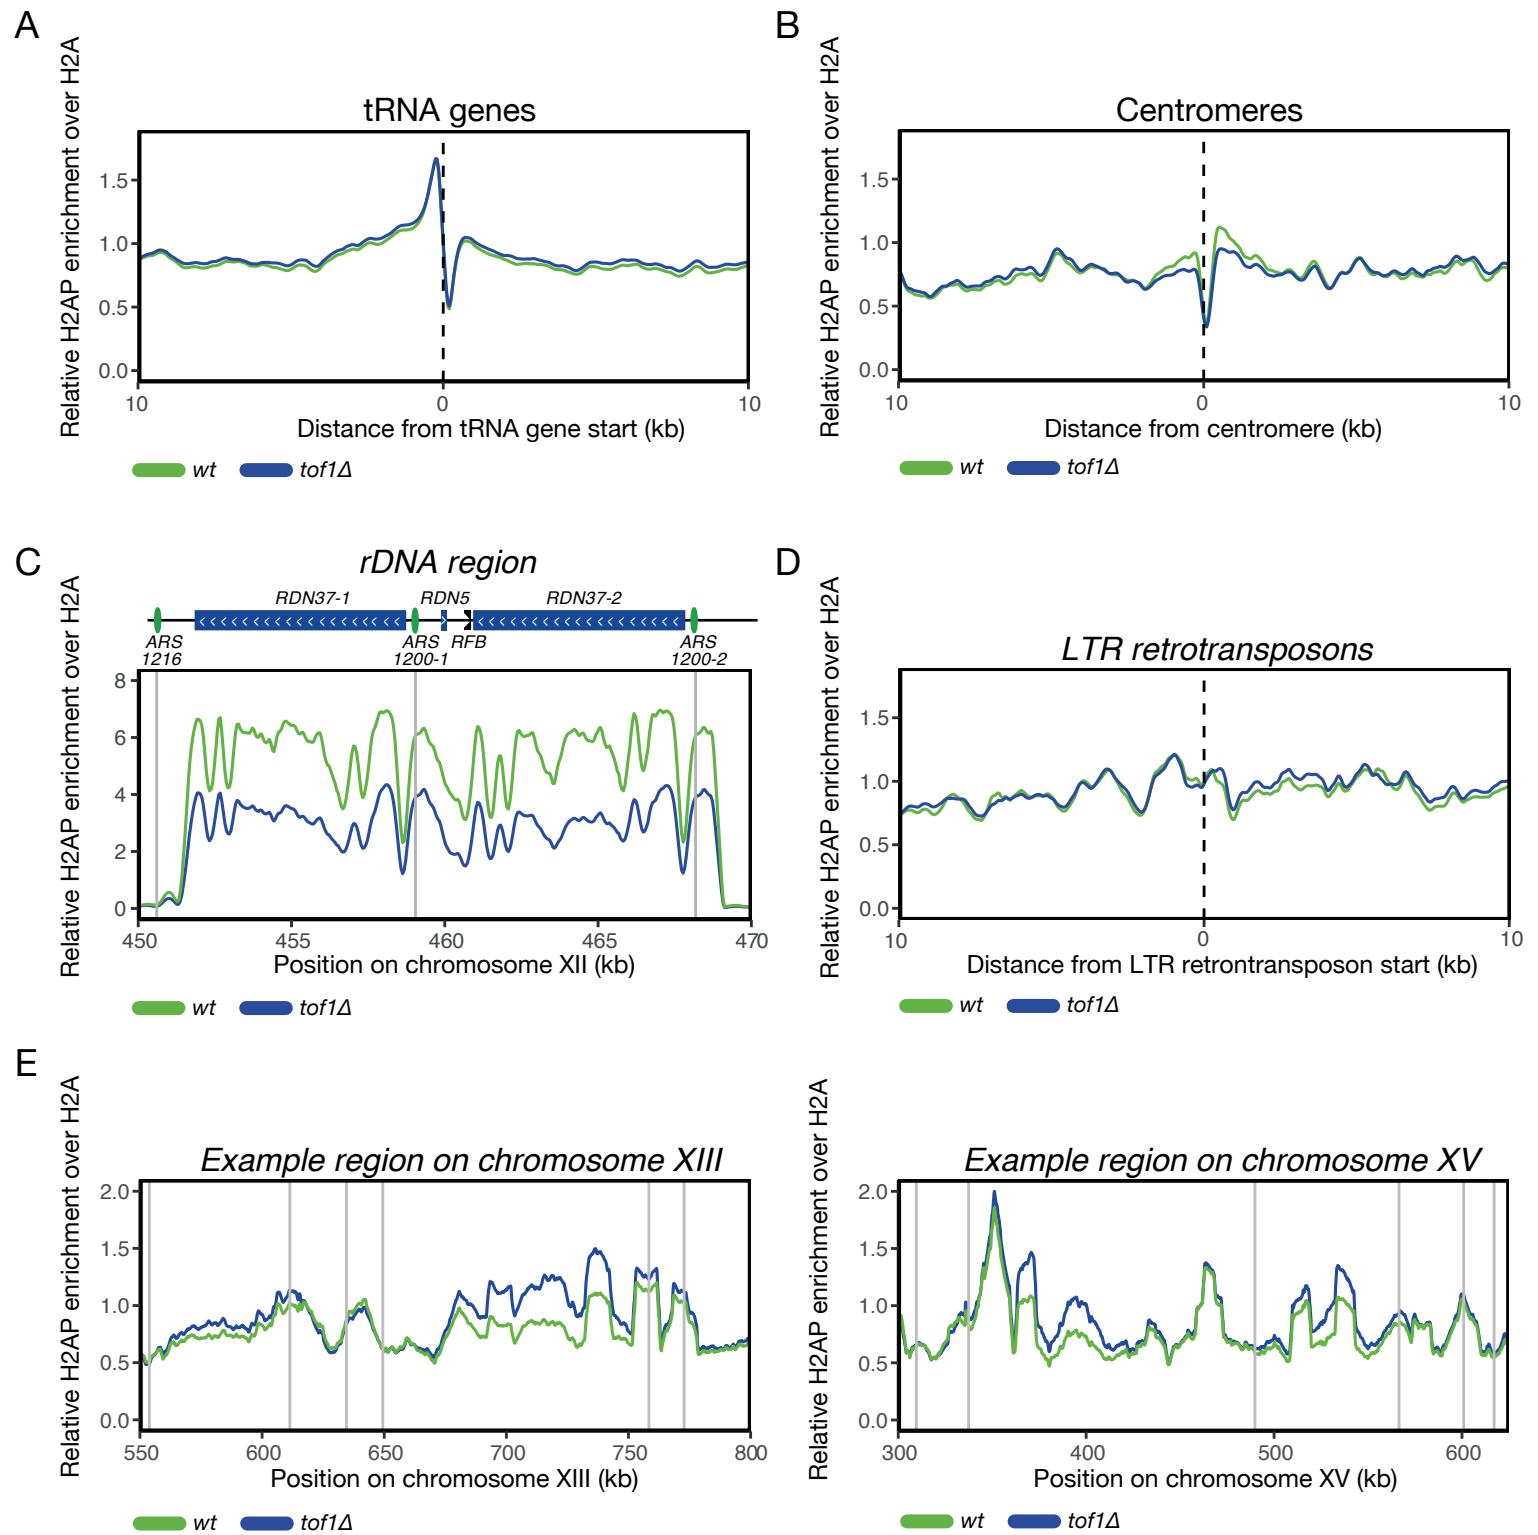 A
Relative H2AP enrichment over H2A
tRNA genes
1.5
1.0
0.5
0.0
10 0 10
Distance from tRNA gene start (kb)
wt tof1Δ
B
Relative H2AP enrichment over H2A
Centromeres
1.5
1.0
0.5
0.0
10 0 10
Distance from centromere (kb)
wt tof1Δ
C
Relative H2AP enrichment over H2A
rDNA region
RDN37-1 RDN5 RDN37-2
ARS ARS RFB ARS
1216 1200-1 1200-2
8
6
4
2
0
450 455 460 465 470
Position on chromosome XII (kb)
wt tof1Δ
D
Relative H2AP enrichment over H2A
LTR retrotransposons
1.5
1.0
0.5
0.0
10 0 10
Distance from LTR retrontransposon start (kb)
wt tof1Δ
E
Relative H2AP enrichment over H2A
Example region on chromosome XIII
2.0
1.5
1.0
0.5
0.0
550 600 650 700 750 800
Position on chromosome XIII (kb)
wt tof1Δ
Relative H2AP enrichment over H2A
Example region on chromosome XV
2.0
1.5
1.0
0.5
0.0
300 400 500 600
Position on chromosome XV (kb)
wt tof1Δ